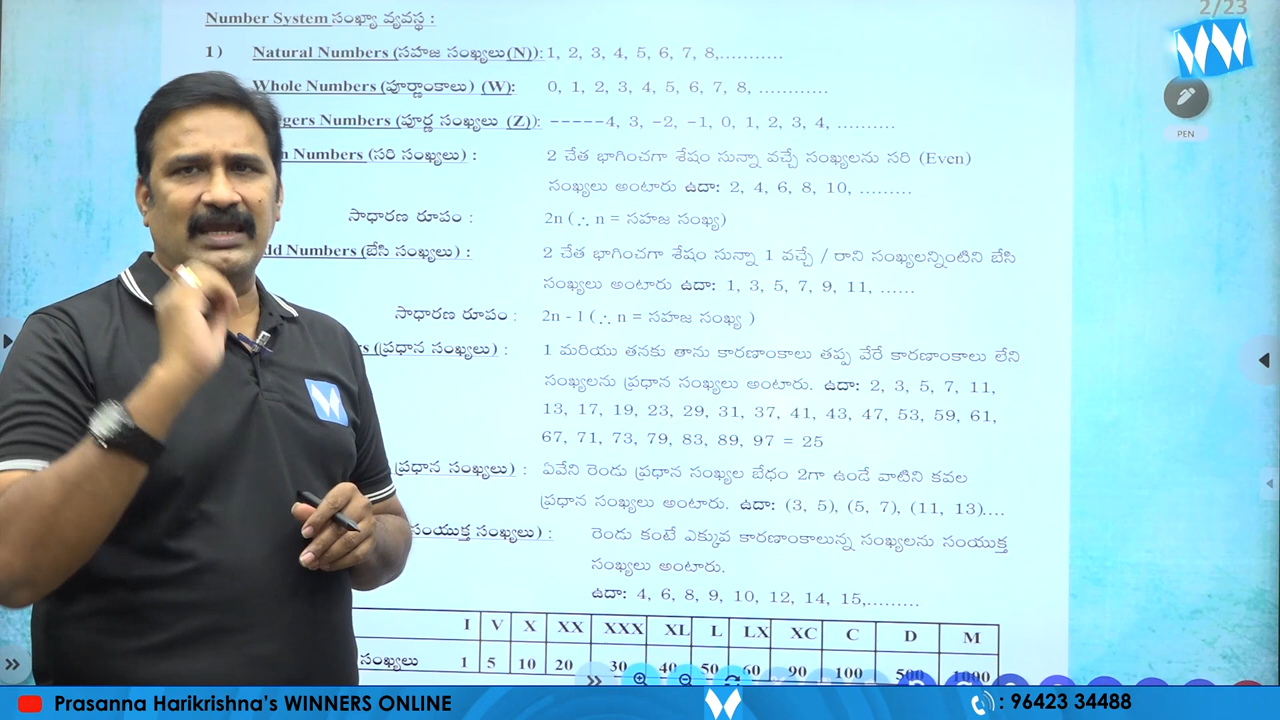 2/23
Number System సంఖ్యా వ్యవస్థ :
1) Natural Numbers (సహజ సంఖ్యలు(N)): 1, 2, 3, 4, 5, 6, 7, 8,...........
Whole Numbers (పూర్ణాంకాలు) (W): 0, 1, 2, 3, 4, 5, 6, 7, 8, ............
gers Numbers (పూర్ణ సంఖ్యలు (Z)): -----4, 3, -2, -1, 0, 1, 2, 3, 4, ..........
PEN
n Numbers (సరి సంఖ్యలు) : 2 చేత భాగించగా శేషం సున్నా వచ్చే సంఖ్యలను సరి (Even)
సంఖ్యలు అంటారు ఉదా: 2, 4, 6, 8, 10, .........
సాధారణ రూపం : 2n (∴ n = సహజ సంఖ్య)
dd Numbers (బేసి సంఖ్యలు) : 2 చేత భాగించగా శేషం సున్నా 1 వచ్చే / రాని సంఖ్యలన్నింటిని బేసి
సంఖ్యలు అంటారు ఉదా: 1, 3, 5, 7, 9, 11, ......
సాధారణ రూపం : 2n - 1 (∴ n = సహజ సంఖ్య )
s (ప్రధాన సంఖ్యలు) : 1 మరియు తనకు తాను కారణాంకాలు తప్ప వేరే కారణాంకాలు లేని
సంఖ్యలను ప్రధాన సంఖ్యలు అంటారు. ఉదా: 2, 3, 5, 7, 11,
13, 17, 19, 23, 29, 31, 37, 41, 43, 47, 53, 59, 61,
67, 71, 73, 79, 83, 89, 97 = 25
ప్రధాన సంఖ్యలు) : ఏవేని రెండు ప్రధాన సంఖ్యల బేధం 2గా ఉండే వాటిని కవల
ప్రధాన సంఖ్యలు అంటారు. ఉదా: (3, 5), (5, 7), (11, 13)....
సంయుక్త సంఖ్యలు) : రెండు కంటే ఎక్కువ కారణాంకాలున్న సంఖ్యలను సంయుక్త
సంఖ్యలు అంటారు.
ఉదా: 4, 6, 8, 9, 10, 12, 14, 15,.........
I V X XX XXX XL L LX XC C D M
సంఖ్యలు 1 5 10 20 30 40 50 60 90 100 500 1000
Prasanna Harikrishna's WINNERS ONLINE
: 96423 34488